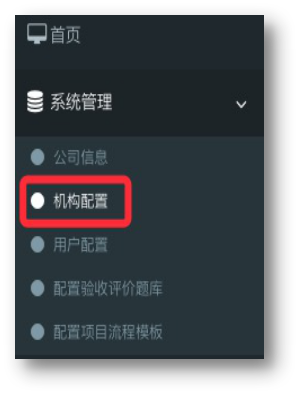 首页
系统管理
公司信息
机构配置
用户配置
配置验收评价题库
配置项目流程模板